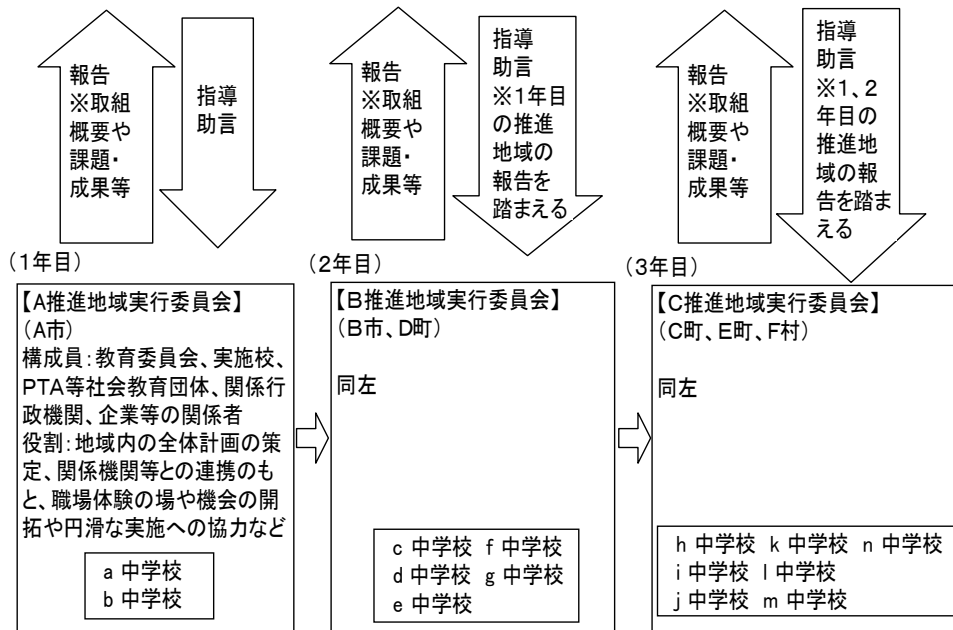 報告
※取組
概要や
課題・
成果等
指導
助言
報告
※取組
概要や
課題・
成果等
指導
助言
※1年目
の推進
地域の
報告を
踏まえる
報告
※取組
概要や
課題・
成果等
指導
助言
※1、2
年目の
推進地
域の報
告を踏ま
える
(1年目)
【A推進地域実行委員会】
(A市)
構成員:教育委員会、実施校、
PTA等社会教育団体、関係行
政機関、企業等の関係者
役割:地域内の全体計画の策
定、関係機関等との連携のも
と、職場体験の場や機会の開
拓や円滑な実施への協力など
a 中学校
b 中学校
(2年目)
【B推進地域実行委員会】
(B市、D町)
同左
c 中学校 f 中学校
d 中学校 g 中学校
e 中学校
(3年目)
【C推進地域実行委員会】
(C町、E町、F村)
同左
h 中学校 k 中学校 n 中学校
i 中学校 l 中学校
j 中学校 m 中学校